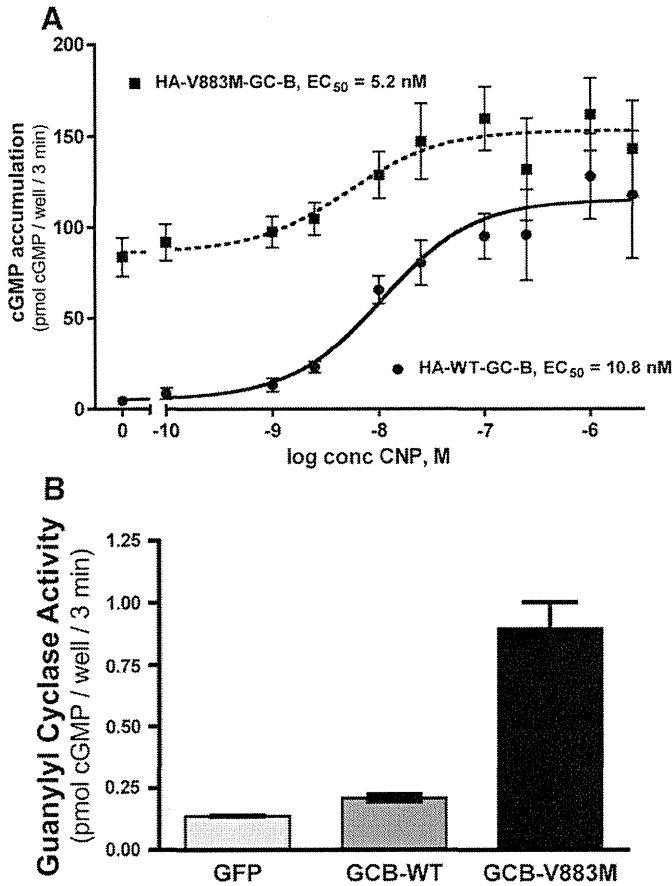 A
200
150
100
50
0
HA-V883M-GC-B, EC50 = 5.2 nM
HA-WT-GC-B, EC50 = 10.8 nM
cGMP accumulation
(pmol cGMP / well / 3 min)
0 -10 -9 -8 -7 -6
log conc CNP, M
B
Guanylyl Cyclase Activity
(pmol cGMP / well / 3 min)
1.25
1.00
0.75
0.50
0.25
0.00
GFP GCB-WT GCB-V883M